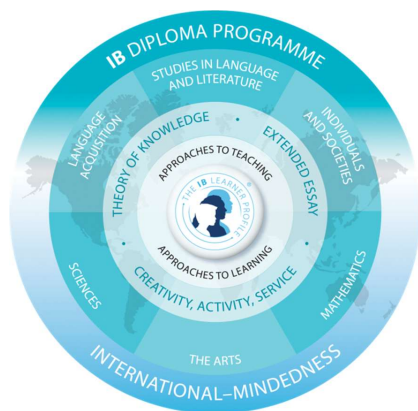 IB DIPLOMA PROGRAMME
STUDIES IN LANGUAGE
AND LITERATURE
LANGUAGE
ACQUISITION
INDIVIDUALS
AND SOCIETIES
THEORY OF KNOWLEDGE
EXTENDED ESSAY
APPROACHES TO TEACHING
THE IB LEARNER PROFILE
APPROACHES TO LEARNING
CREATIVITY, ACTIVITY, SERVICE
SCIENCES
MATHEMATICS
THE ARTS
INTERNATIONAL–MINDEDNESS